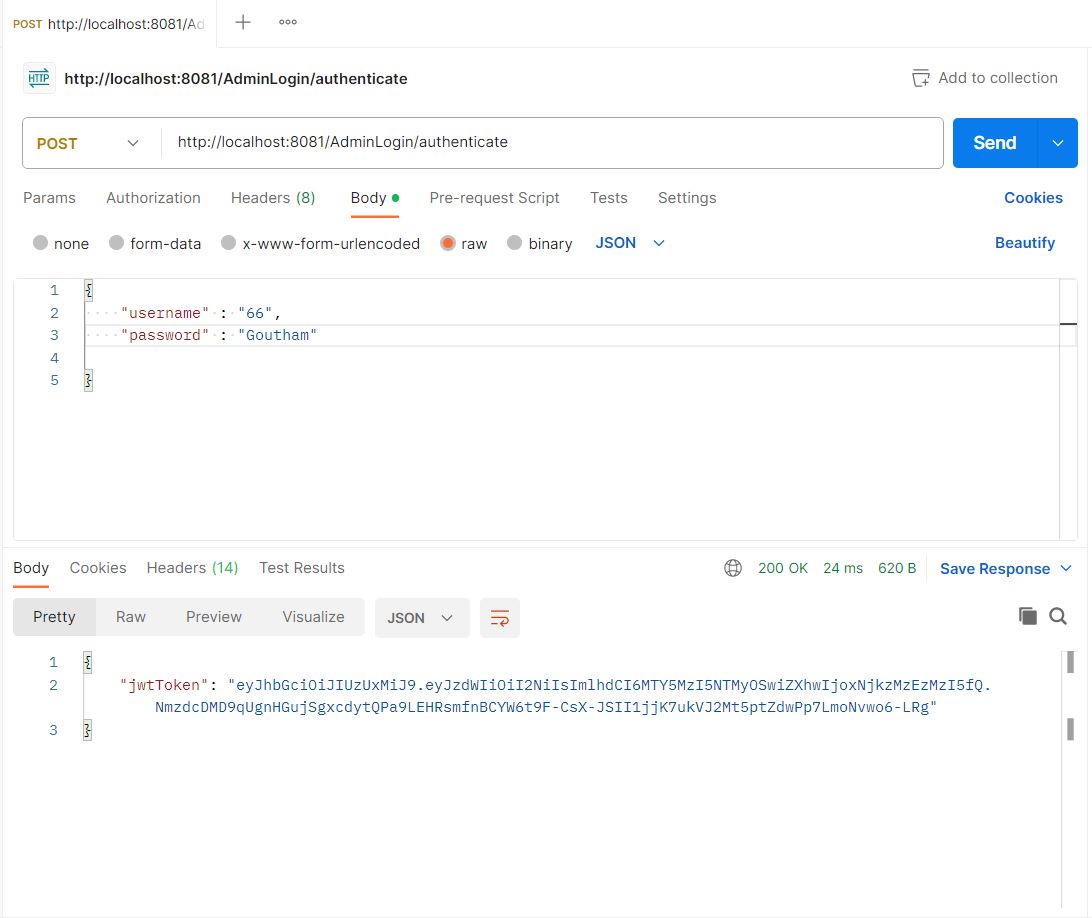 POST http://localhost:8081/Ad
HTTP http://localhost:8081/AdminLogin/authenticate Add to collection
POST http://localhost:8081/AdminLogin/authenticate Send
Params Authorization Headers (8) Body Pre-request Script Tests Settings Cookies
none form-data x-www-form-urlencoded raw binary JSON Beautify
1 {
2 "username" : "66",
3 "password" : "Goutham"
4
5 }
Body Cookies Headers (14) Test Results 200 OK 24 ms 620 B Save Response
Pretty Raw Preview Visualize JSON
1 {
2 "jwtToken": "eyJhbGciOiJIUzUxMiJ9.eyJzdWIiOiI2NiIsImlhdCI6MTY5MzI5NTMyOSwiZXhwIjoxNjkzMzEzMzI5fQ.
NmzdcDMD9qUgnHGujSgxcdytQPa9LEHRsmfnBCYW6t9F-CsX-JSII1jjK7ukVJ2Mt5ptZdwPp7LmoNvwo6-LRg"
3 }